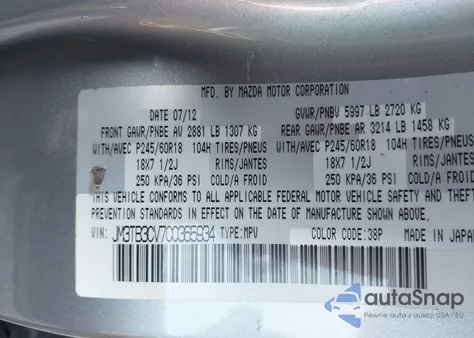 MFD. BY MAZDA MOTOR CORPORATION
DATE 07/12 GVWR/PNBV 5997 LB 2720 KG
FRONT GAWR/PNBE AV 2881 LB 1307 KG REAR GAWR/PNBE AR 3214 LB 1458 KG
WITH/AVEC P245/60R18 104H TIRES/PNEUS WITH/AVEC P245/60R18 104H TIRES/PNEUS
18X7 1/2J RIMS/JANTES 18X7 1/2J RIMS/JANTES
250 KPA/36 PSI COLD/A FROID 250 KPA/36 PSI COLD/A FROID
THIS VEHICLE CONFORMS TO ALL APPLICABLE FEDERAL MOTOR VEHICLE SAFETY AND THEFT
PREVENTION STANDARDS IN EFFECT ON THE DATE OF MANUFACTURE SHOWN ABOVE.
VIN: JM3TB3CV7C0365934 TYPE:MPV COLOR CODE:38P MADE IN JAPAN
autoSnap
Pewne auta z aukcji USA - EU